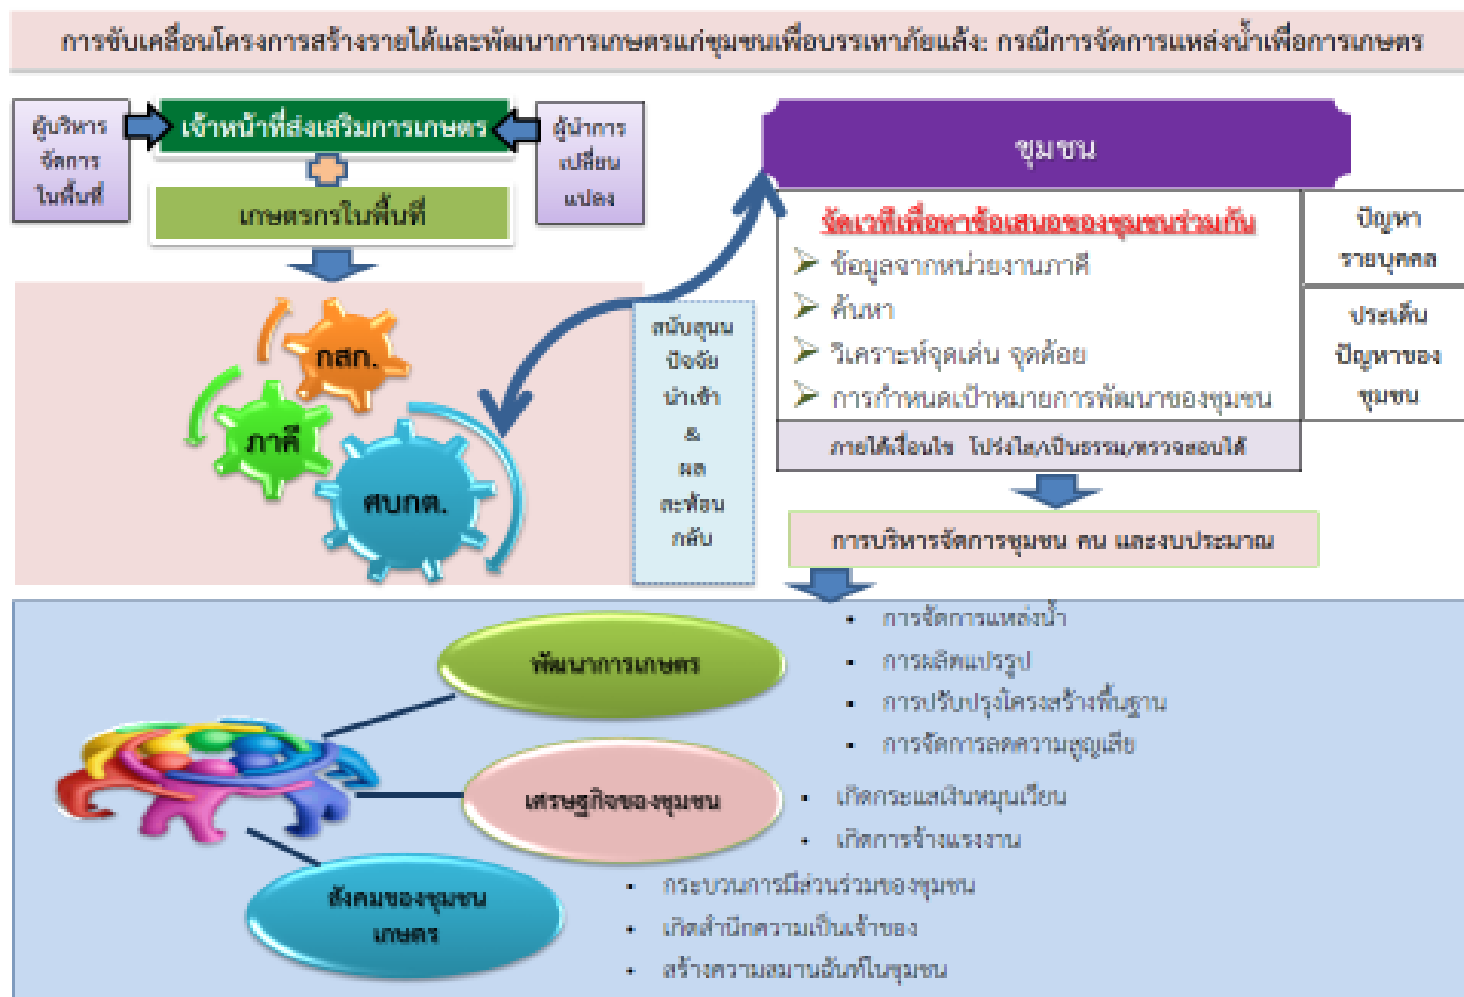 การขับเคลื่อนโครงการสร้างรายได้และพัฒนาการเกษตรแก่ชุมชนเพื่อบรรเทาภัยแล้ง: กรณีการจัดการแหล่งน้ำเพื่อการเกษตร
ผู้บริหาร
จัดการ
ในพื้นที่
เจ้าหน้าที่ส่งเสริมการเกษตร
ผู้นำการ
เปลี่ยน
แปลง
เกษตรกรในพื้นที่
กสก.
ภาคี
ศบกต.
สนับสุนน
ปัจจัย
นำเข้า
&
ผล
สะท้อน
กลับ
ชุมชน
จัดเวทีเพื่อหาข้อเสนอของชุมชนร่วมกัน
ข้อมูลจากหน่วยงานภาคี
ค้นหา
วิเคราะห์จุดเด่น จุดด้อย
การกำหนดเป้าหมายการพัฒนาของชุมชน
ปัญหา
รายบุคคล
ประเด็น
ปัญหาของ
ชุมชน
ภายใต้เงื่อนไข โปร่งใส/เป็นธรรม/ตรวจสอบได้
การบริหารจัดการชุมชน คน และงบประมาณ
พัฒนาการเกษตร
• การจัดการแหล่งน้ำ
• การผลิตแปรรูป
• การปรับปรุงโครงสร้างพื้นฐาน
• การจัดการลดความสูญเสีย
เศรษฐกิจของชุมชน
• เกิดกระแสเงินหมุนเวียน
• เกิดการจ้างแรงงาน
สังคมของชุมชน
เกษตร
• กระบวนการมีส่วนร่วมของชุมชน
• เกิดสำนึกความเป็นเจ้าของ
• สร้างความสมานฉันท์ในชุมชน